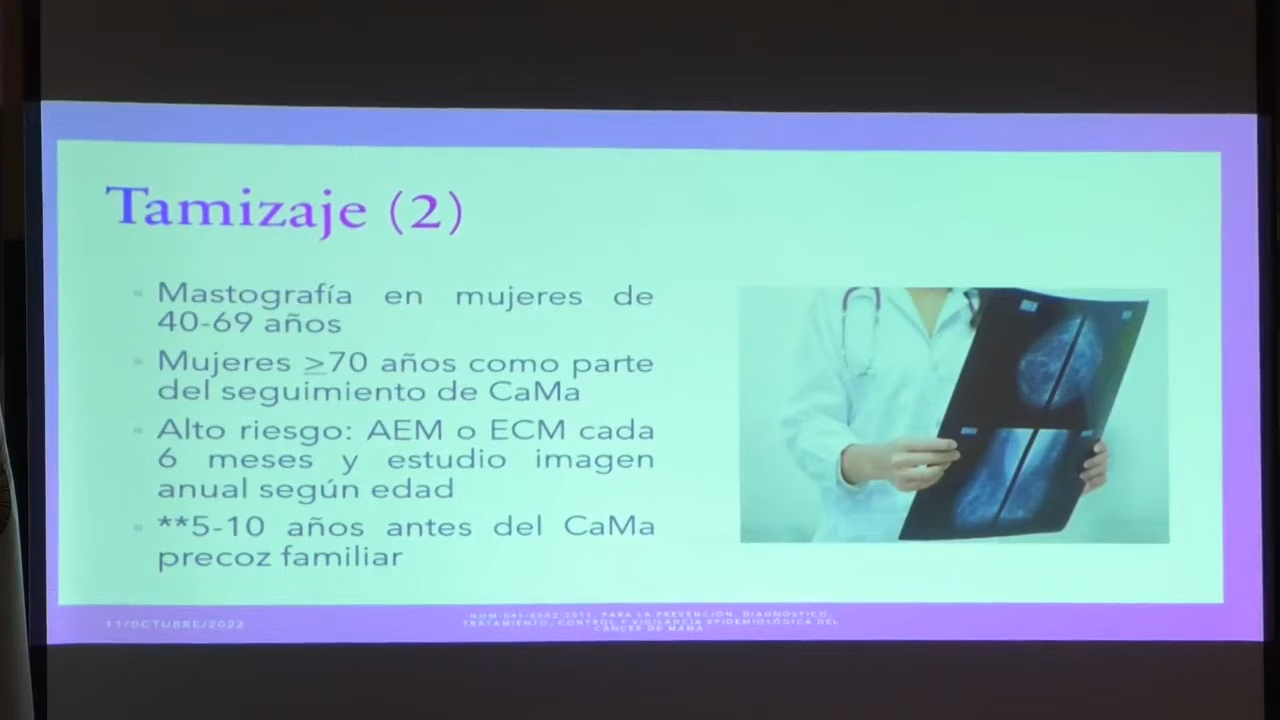 Tamizaje (2)
Mastografía en mujeres de
40-69 años
Mujeres ≥70 años como parte
del seguimiento de CaMa
Alto riesgo: AEM o ECM cada
6 meses y estudio imagen
anual según edad
**5-10 años antes del CaMa
precoz familiar
11/OCTUBRE/2022
NOM-041-SSA2-2011, PARA LA PREVENCIÓN, DIAGNÓSTICO,
TRATAMIENTO, CONTROL Y VIGILANCIA EPIDEMIOLÓGICA DEL
CÁNCER DE MAMA